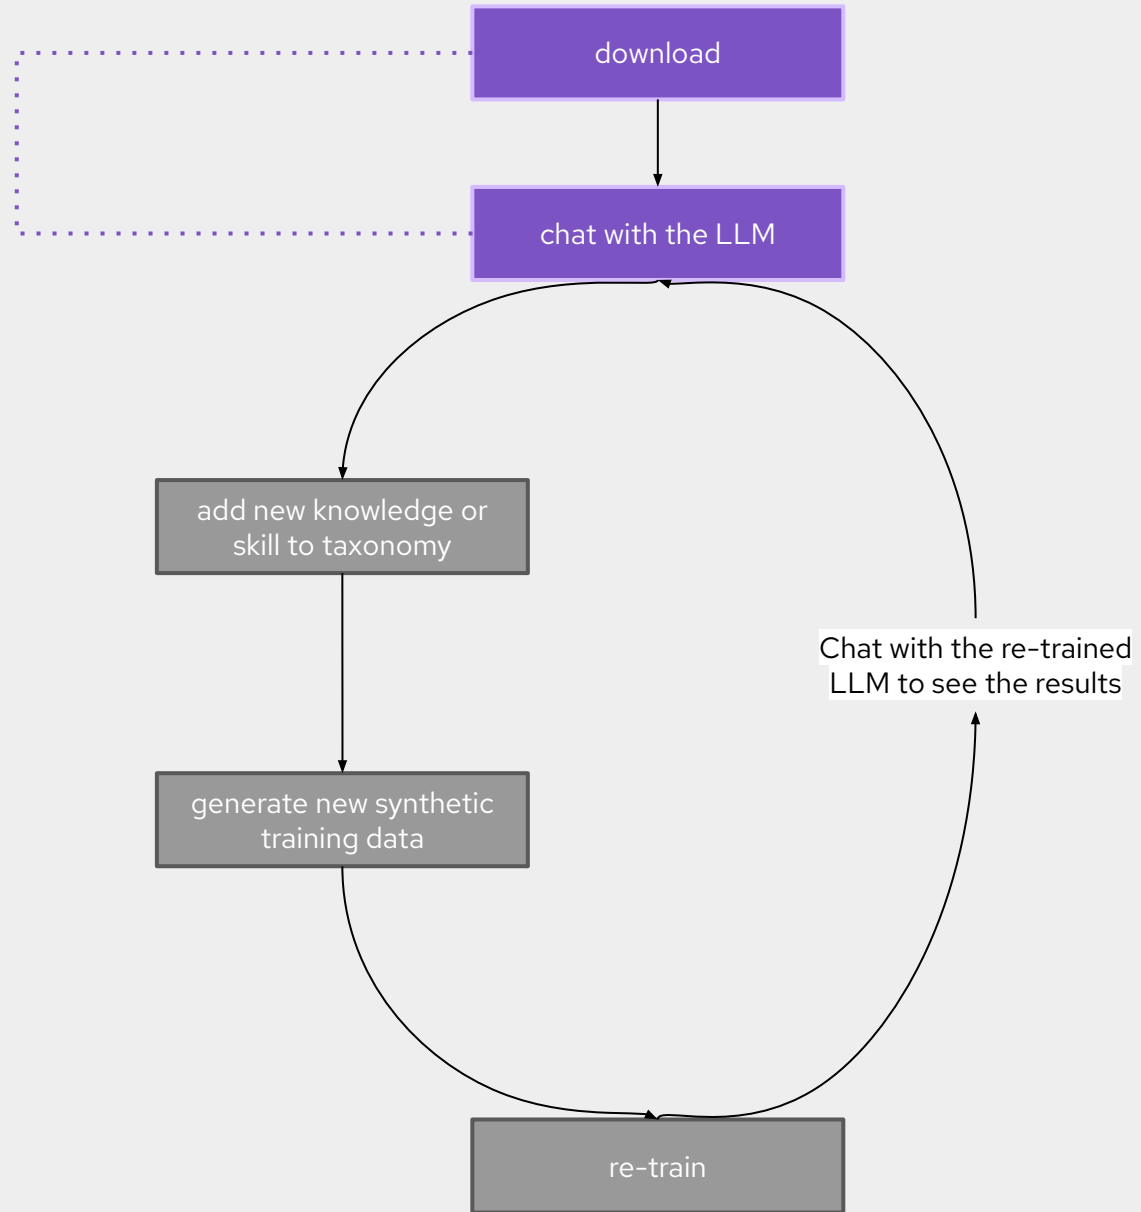 download
chat with the LLM
add new knowledge or
skill to taxonomy
generate new synthetic
training data
Chat with the re-trained
LLM to see the results
re-train